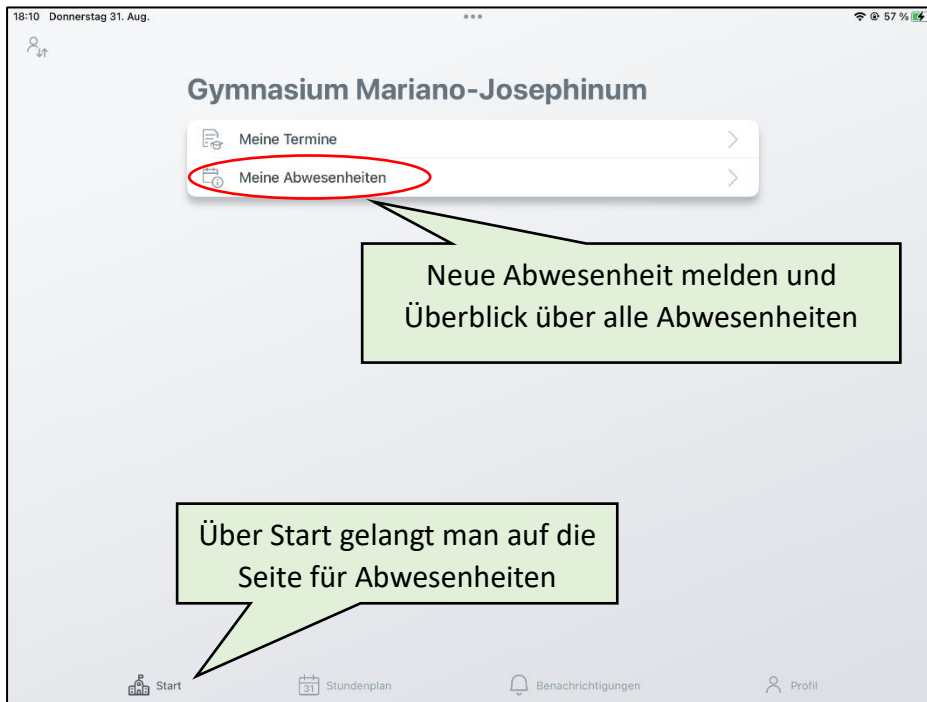 18:10 Donnerstag 31. Aug.
57 %
Gymnasium Mariano-Josephinum
Meine Termine
Meine Abwesenheiten
Neue Abwesenheit melden und
Überblick über alle Abwesenheiten
Über Start gelangt man auf die
Seite für Abwesenheiten
Start
31 Stundenplan
Benachrichtigungen
Profil